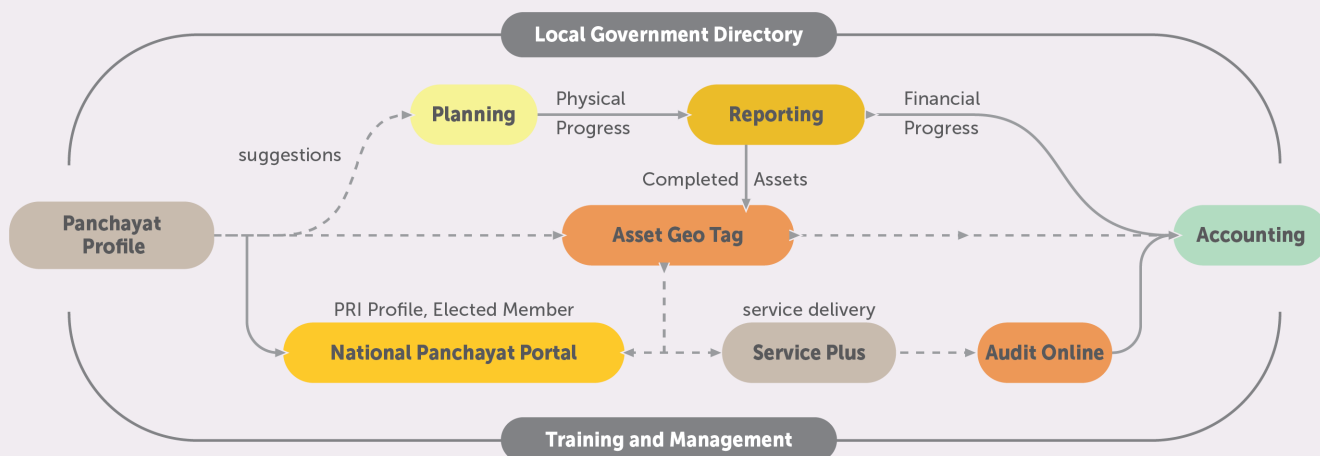 Local Government Directory
Planning
Physical
Progress
Reporting
Financial
Progress
suggestions
Completed Assets
Panchayat
Profile
Asset Geo Tag
Accounting
PRI Profile, Elected Member
National Panchayat Portal
service delivery
Service Plus
Audit Online
Training and Management